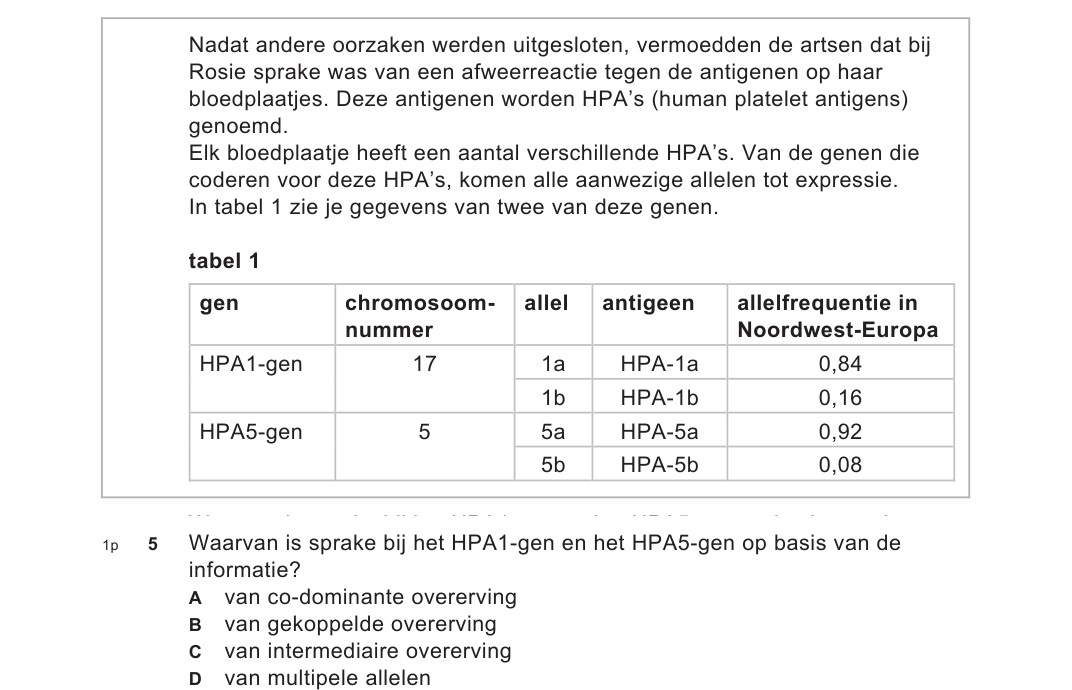 Nadat andere oorzaken werden uitgesloten, vermoedden de artsen dat bij
Rosie sprake was van een afweerreactie tegen de antigenen op haar
bloedplaatjes. Deze antigenen worden HPA's (human platelet antigens)
genoemd.
Elk bloedplaatje heeft een aantal verschillende HPA's. Van de genen die
coderen voor deze HPA's, komen alle aanwezige allelen tot expressie.
In tabel 1 zie je gegevens van twee van deze genen.
tabel 1
gen chromosoom- allel antigeen allelfrequentie in
nummer Noordwest-Europa
HPA1-gen 17 1a HPA-1a 0,84
1b HPA-1b 0,16
HPA5-gen 5 5a HPA-5a 0,92
5b HPA-5b 0,08
1p 5 Waarvan is sprake bij het HPA1-gen en het HPA5-gen op basis van de
informatie?
A van co-dominante overerving
B van gekoppelde overerving
C van intermediaire overerving
D van multipele allelen